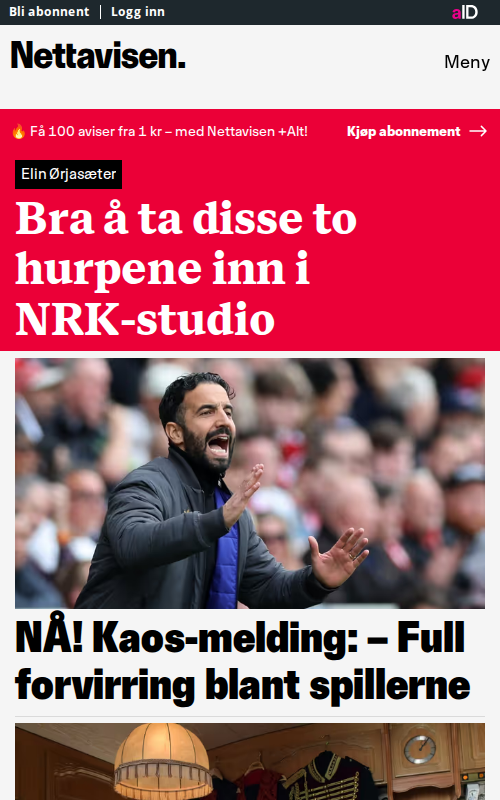 Bli abonnent | Logg inn
aID
Nettavisen.
Meny
🔥 Få 100 aviser fra 1 kr – med Nettavisen +Alt!
Kjøp abonnement →
Elin Ørjasæter
Bra å ta disse to
hurpene inn i
NRK-studio
NÅ! Kaos-melding: – Full
forvirring blant spillerne